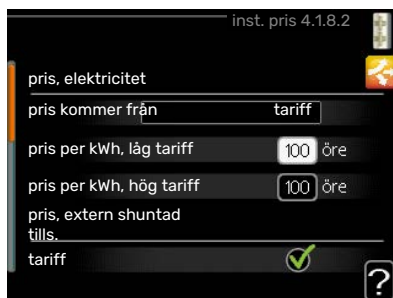 inst. pris 4.1.8.2
pris, elektricitet
pris kommer från tariff
pris per kWh, låg tariff 100 öre
pris per kWh, hög tariff 100 öre
pris, extern shuntad
tills.
tariff
?